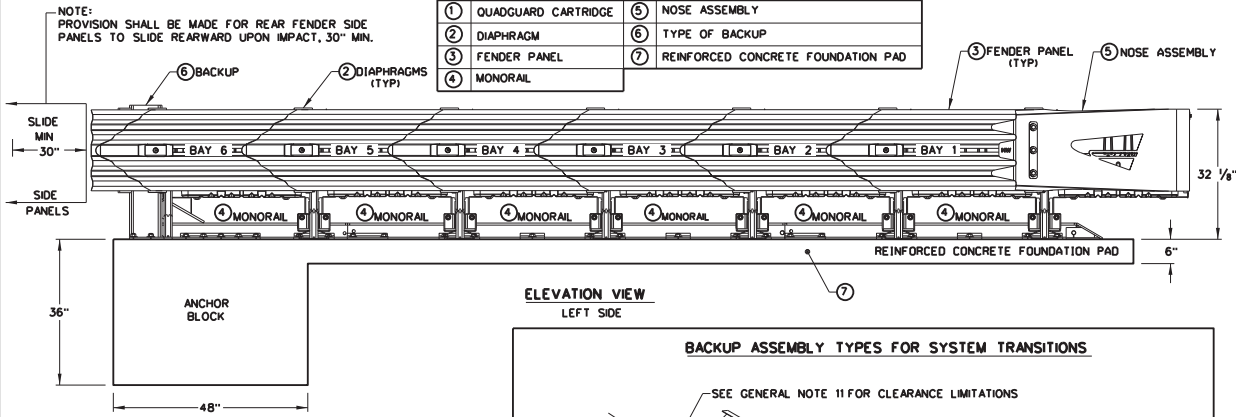 NOTE:
PROVISION SHALL BE MADE FOR REAR FENDER SIDE
PANELS TO SLIDE REARWARD UPON IMPACT, 30" MIN.
1 QUADGUARD CARTRIDGE 5 NOSE ASSEMBLY
2 DIAPHRAGM 6 TYPE OF BACKUP
3 FENDER PANEL 7 REINFORCED CONCRETE FOUNDATION PAD
4 MONORAIL
6 BACKUP
2 DIAPHRAGMS
(TYP)
3 FENDER PANEL
(TYP)
5 NOSE ASSEMBLY
SLIDE
MIN
30"
SIDE
PANELS
BAY 6 BAY 5 BAY 4 BAY 3 BAY 2 BAY 1
32 1/8"
4 MONORAIL 4 MONORAIL 4 MONORAIL 4 MONORAIL 4 MONORAIL 4 MONORAIL
REINFORCED CONCRETE FOUNDATION PAD
6"
7
36"
ANCHOR
BLOCK
48"
ELEVATION VIEW
LEFT SIDE
BACKUP ASSEMBLY TYPES FOR SYSTEM TRANSITIONS
SEE GENERAL NOTE 11 FOR CLEARANCE LIMITATIONS